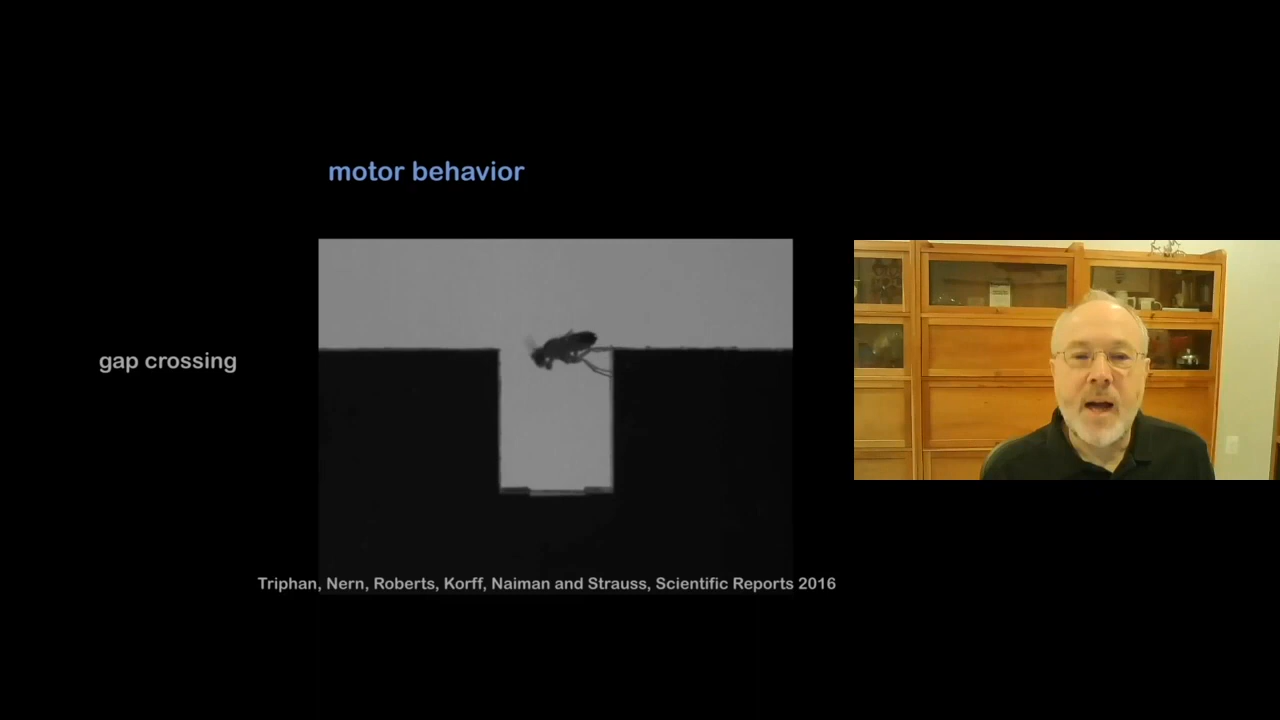 motor behavior
gap crossing
Triphan, Nern, Roberts, Korff, Naiman and Strauss, Scientific Reports 2016